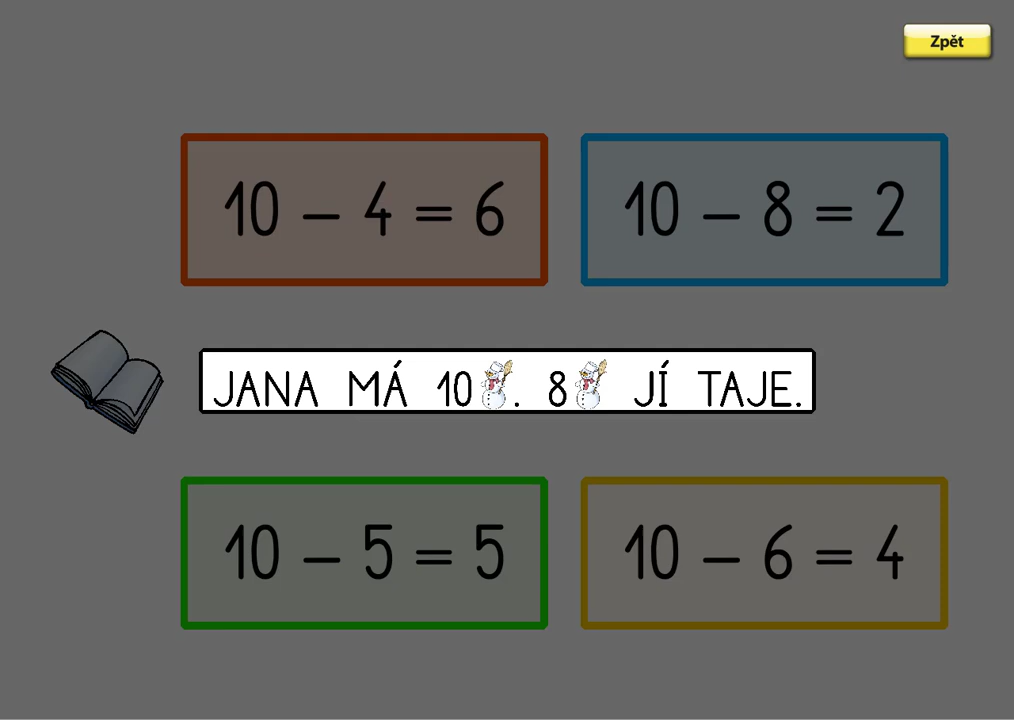 Zpět
10 – 4 = 6
10 – 8 = 2
JANA MÁ 10 . 8 JÍ TAJE.
10 – 5 = 5
10 – 6 = 4